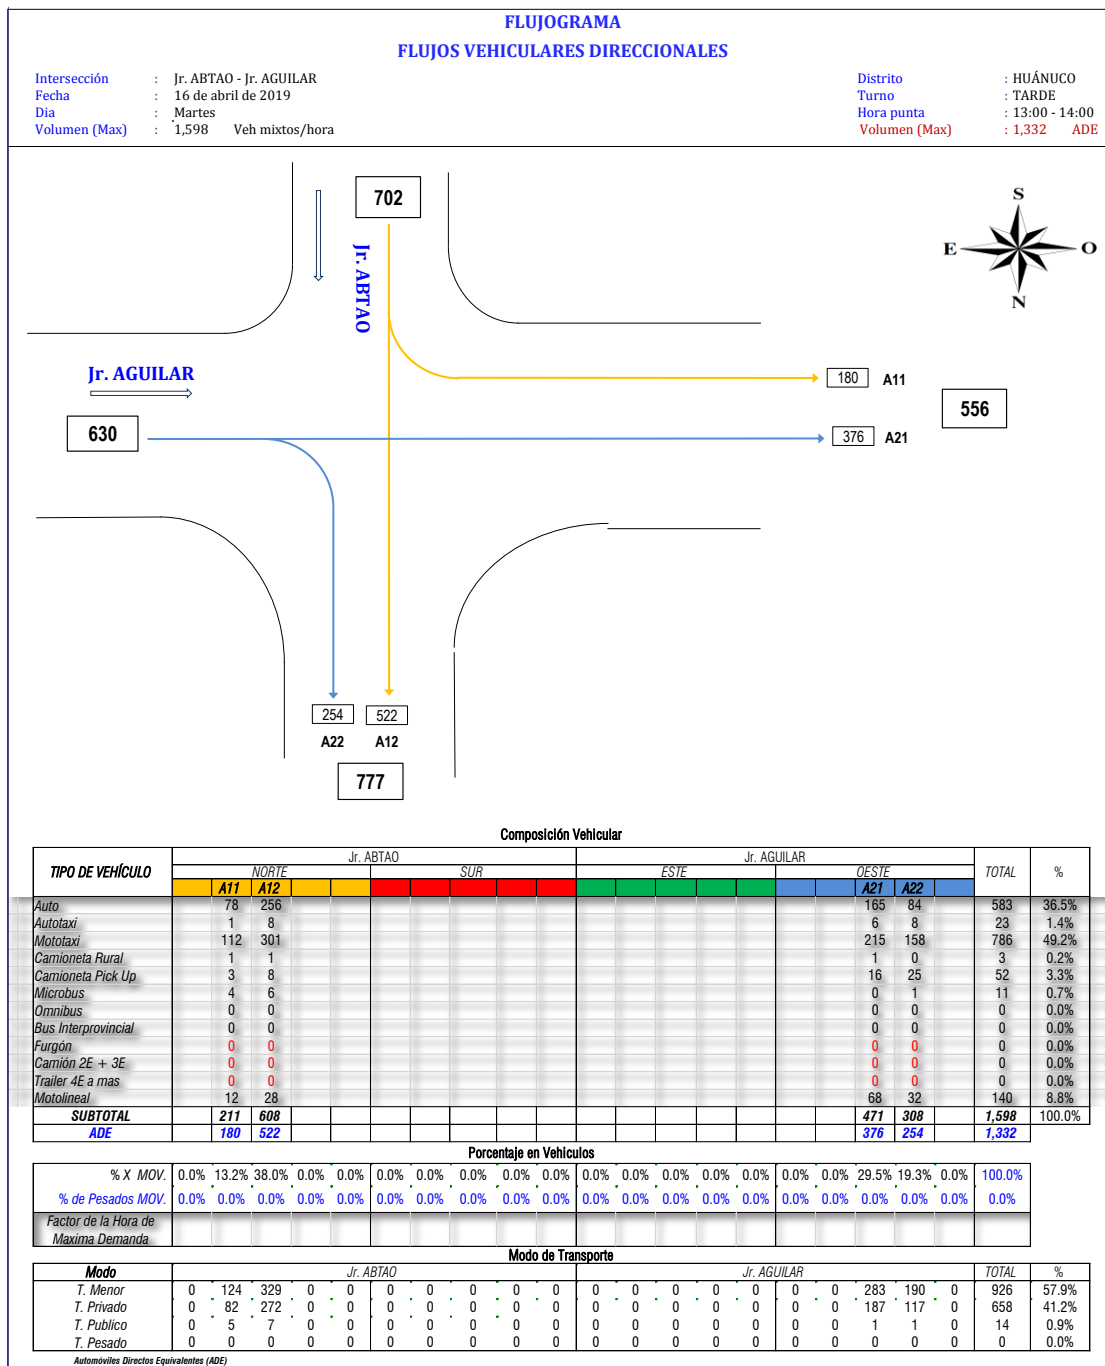 FLUJOGRAMA
FLUJOS VEHICULARES DIRECCIONALES
Intersección : Jr. ABTAO - Jr. AGUILAR Distrito : HUÁNUCO
Fecha : 16 de abril de 2019 Turno : TARDE
Dia : Martes Hora punta : 13:00 - 14:00
Volumen (Max) : 1,598 Veh mixtos/hora Volumen (Max) : 1,332 ADE
702
S
Jr. ABTAO
E O
N
Jr. AGUILAR
180 A11
556
630
376 A21
254 522
A22 A12
777
Composición Vehicular
TIPO DE VEHÍCULO Jr. ABTAO Jr. AGUILAR TOTAL %
NORTE SUR ESTE OESTE
A11 A12 A21 A22
Auto 78 256 165 84 583 36.5%
Autotaxi 1 8 6 8 23 1.4%
Mototaxi 112 301 215 158 786 49.2%
Camioneta Rural 1 1 1 0 3 0.2%
Camioneta Pick Up 3 8 16 25 52 3.3%
Microbus 4 6 0 1 11 0.7%
Omnibus 0 0 0 0 0 0.0%
Bus Interprovincial 0 0 0 0 0 0.0%
Furgón 0 0 0 0 0 0.0%
Camión 2E + 3E 0 0 0 0 0 0.0%
Trailer 4E a mas 0 0 0 0 0 0.0%
Motolineal 12 28 68 32 140 8.8%
SUBTOTAL 211 608 471 308 1,598 100.0%
ADE 180 522 376 254 1,332
Porcentaje en Vehiculos
% X MOV. 0.0% 13.2% 38.0% 0.0% 0.0% 0.0% 0.0% 0.0% 0.0% 0.0% 0.0% 0.0% 0.0% 0.0% 0.0% 0.0% 0.0% 29.5% 19.3% 0.0% 100.0%
% de Pesados MOV. 0.0% 0.0% 0.0% 0.0% 0.0% 0.0% 0.0% 0.0% 0.0% 0.0% 0.0% 0.0% 0.0% 0.0% 0.0% 0.0% 0.0% 0.0% 0.0% 0.0% 0.0%
Factor de la Hora de
Maxima Demanda
Modo de Transporte
Modo Jr. ABTAO Jr. AGUILAR TOTAL %
T. Menor 0 124 329 0 0 0 0 0 0 0 0 0 0 0 0 0 0 283 190 0 926 57.9%
T. Privado 0 82 272 0 0 0 0 0 0 0 0 0 0 0 0 0 0 187 117 0 658 41.2%
T. Publico 0 5 7 0 0 0 0 0 0 0 0 0 0 0 0 0 0 1 1 0 14 0.9%
T. Pesado 0 0 0 0 0 0 0 0 0 0 0 0 0 0 0 0 0 0 0 0 0 0.0%
Automóviles Directos Equivalentes (ADE)